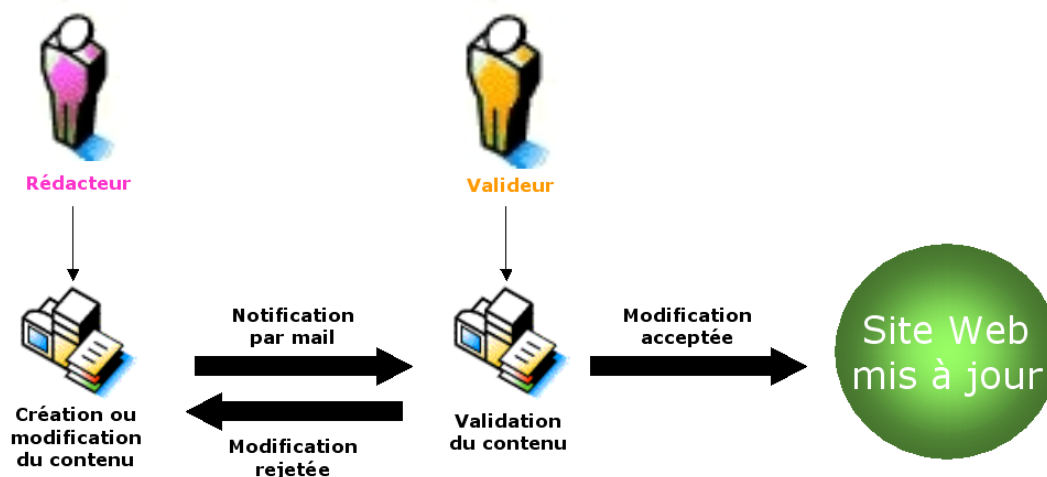 Rédacteur
Valideur
Notification
par mail
Modification
acceptée
Site Web
mis à jour
Création ou
modification
du contenu
Modification
rejetée
Validation
du contenu